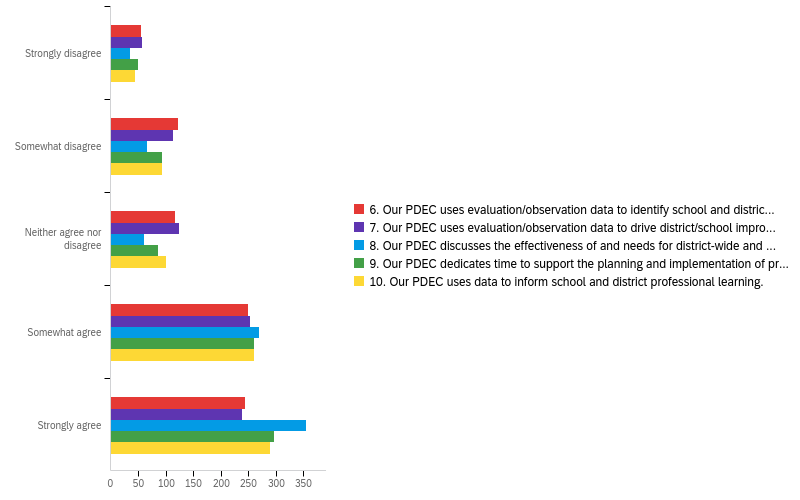 Strongly disagree
Somewhat disagree
Neither agree nor
disagree
Somewhat agree
Strongly agree
0 50 100 150 200 250 300 350
6. Our PDEC uses evaluation/observation data to identify school and distric...
7. Our PDEC uses evaluation/observation data to drive district/school impro...
8. Our PDEC discusses the effectiveness of and needs for district-wide and ...
9. Our PDEC dedicates time to support the planning and implementation of pr...
10. Our PDEC uses data to inform school and district professional learning.